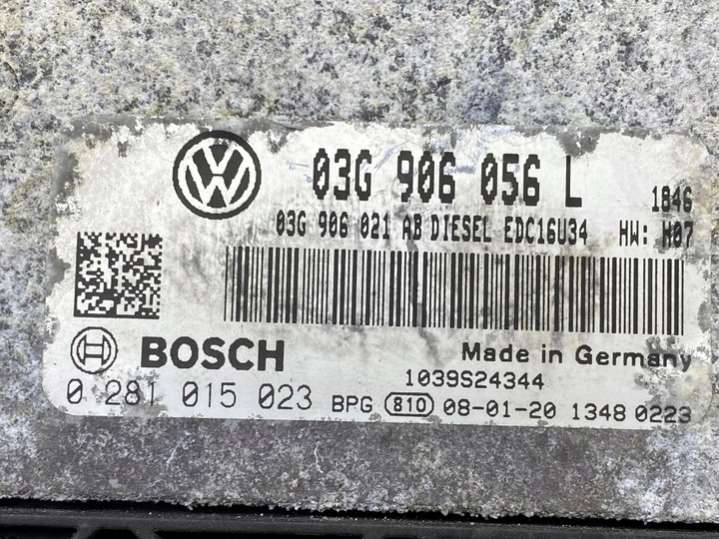 03G 906 056 L 1846
03G 906 021 AB DIESEL EDC16U34 HW: H07
BOSCH Made in Germany
1039S24344
0 281 015 023 BPG 810 08-01-20 1348 0223